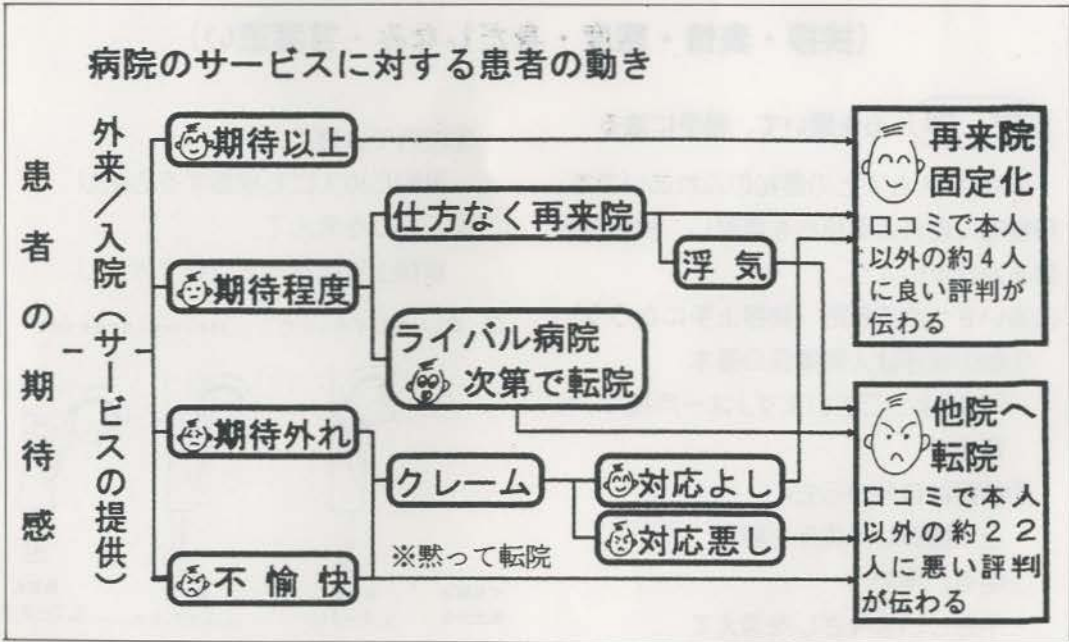 病院のサービスに対する患者の動き
患者の期待感
外来/入院(サービスの提供)
期待以上
期待程度
期待外れ
不愉快
仕方なく再来院
浮気
ライバル病院
次第で転院
クレーム
対応よし
対応悪し
※黙って転院
再来院
固定化
口コミで本人
以外の約4人
に良い評判が
伝わる
他院へ
転院
口コミで本人
以外の約22
人に悪い評判
が伝わる